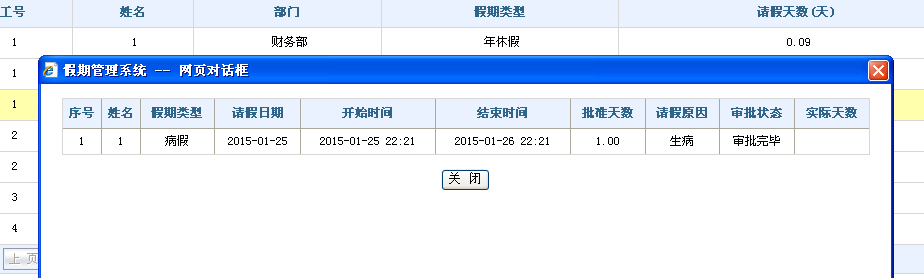 工号 姓名 部门 假期类型 请假天数(天)
1 1 财务部 年休假 0.09
1
假期管理系统 -- 网页对话框
1
序号 姓名 假期类型 请假日期 开始时间 结束时间 批准天数 请假原因 审批状态 实际天数
1 1 病假 2015-01-25 2015-01-25 22:21 2015-01-26 22:21 1.00 生病 审批完毕
2
2
关 闭
3
4
上 页